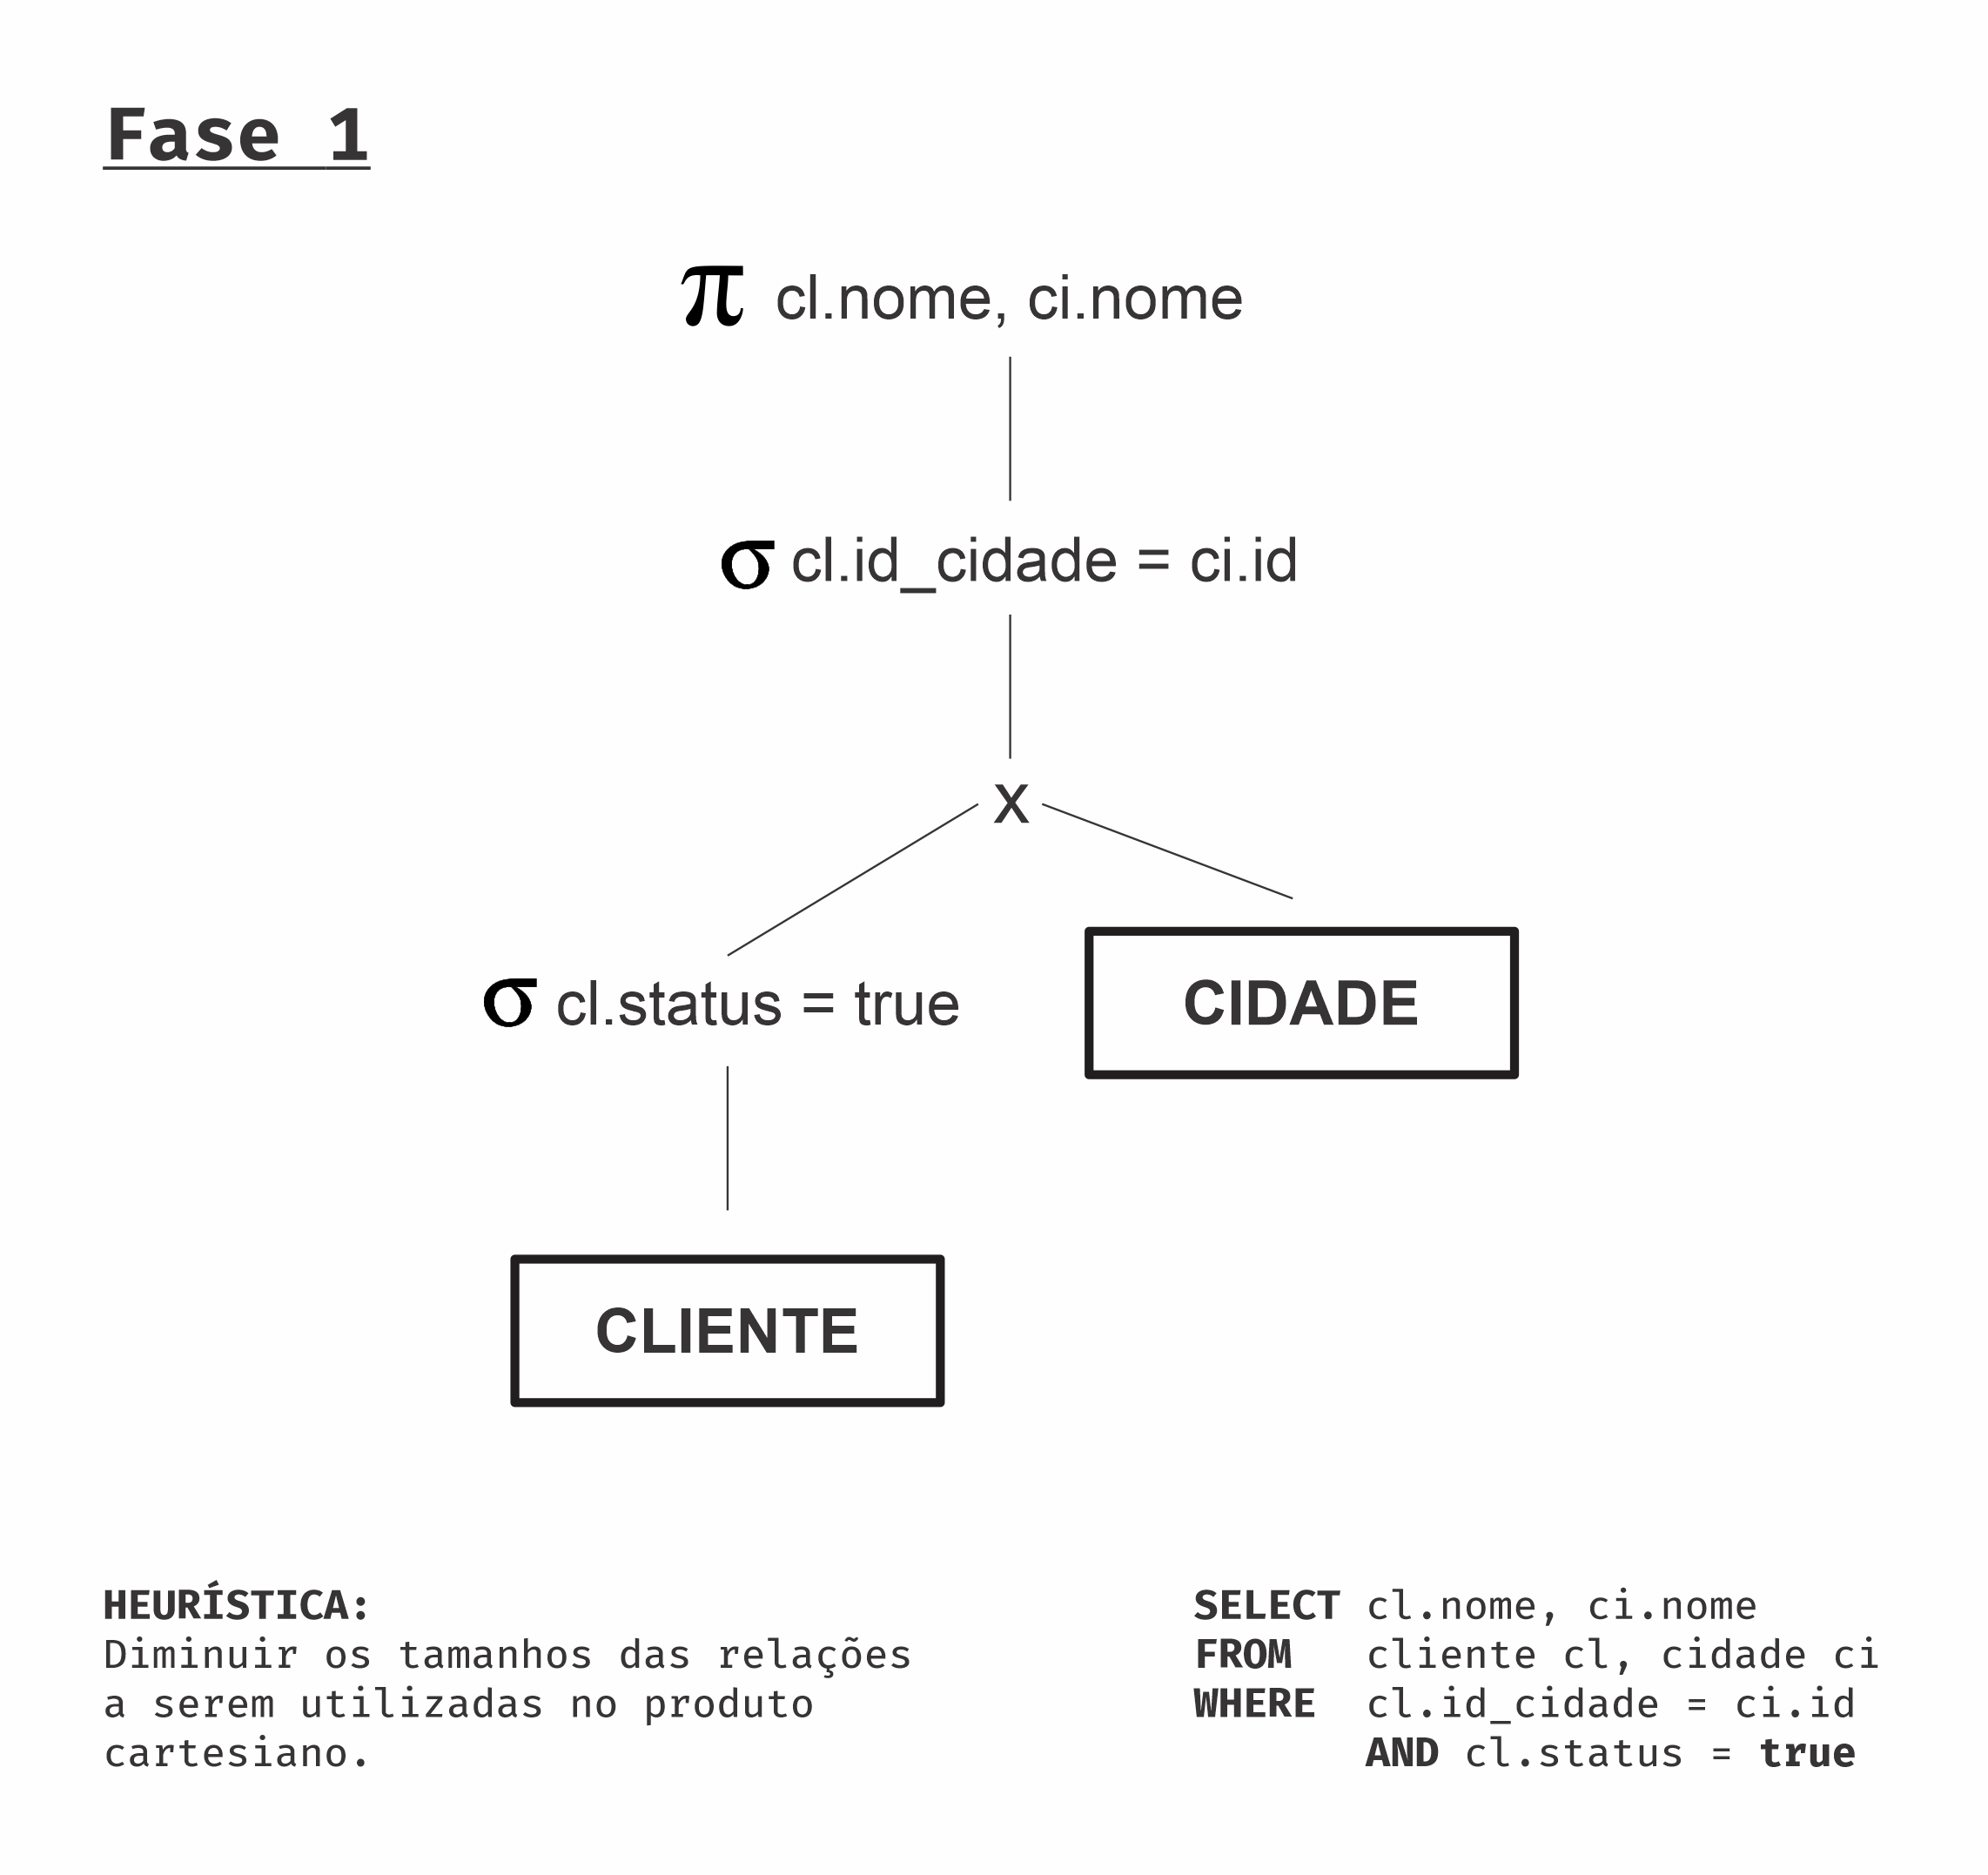 Fase 1
π cl.nome, ci.nome
σ cl.id_cidade = ci.id
x
σ cl.status = true
CIDADE
CLIENTE
HEURÍSTICA:
Diminuir os tamanhos das relações
a serem utilizadas no produto
cartesiano.
SELECT cl.nome, ci.nome
FROM cliente cl, cidade ci
WHERE cl.id_cidade = ci.id
AND cl.status = true